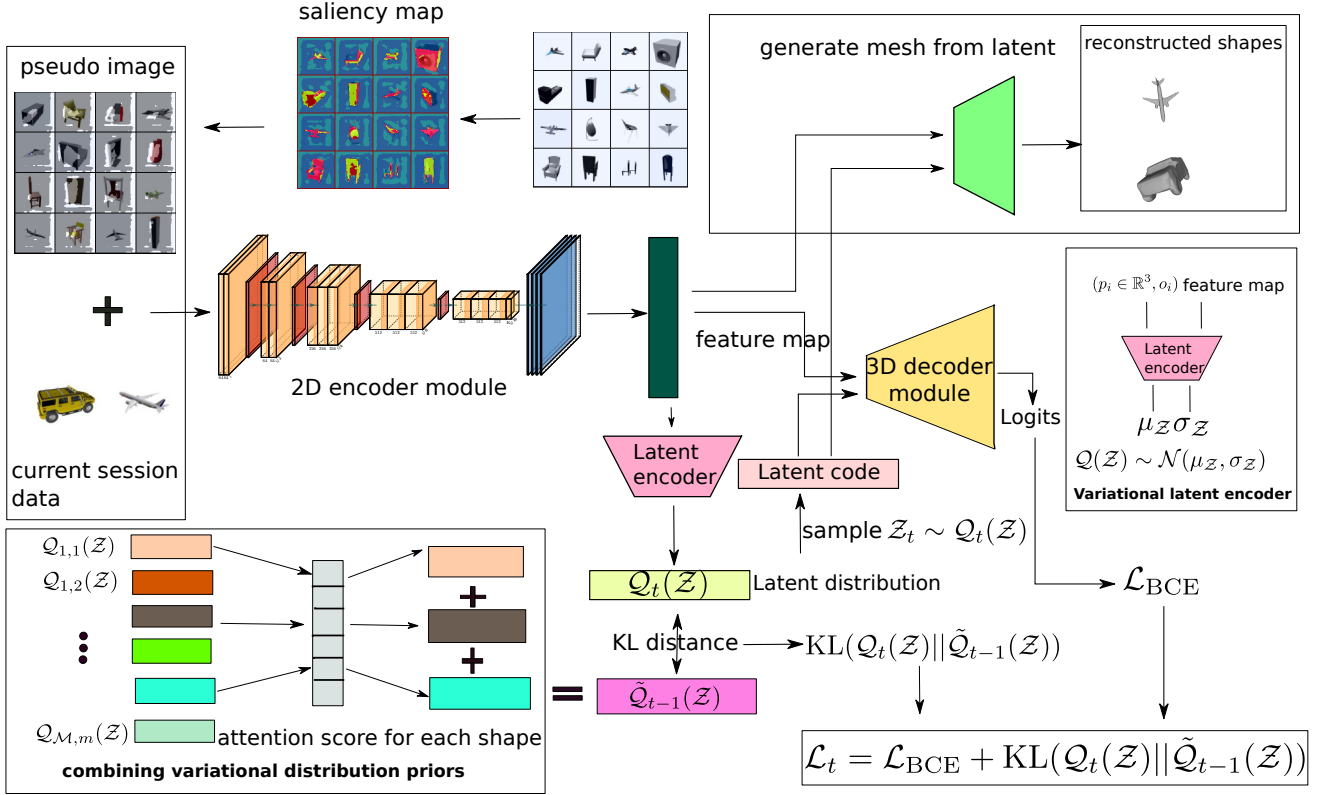 saliency map
pseudo image
generate mesh from latent
reconstructed shapes
2D encoder module
feature map
3D decoder
module
Logits
(p_i ∈ ℝ^3, o_i) feature map
Latent
encoder
μ_𝒵 σ_𝒵
𝒬(𝒵) ∼ 𝒩(μ_𝒵, σ_𝒵)
Variational latent encoder
current session
data
Latent
encoder
Latent code
sample 𝒵_t ∼ 𝒬_t(𝒵)
𝒬_t(𝒵)
Latent distribution
KL distance
KL(𝒬_t(𝒵)||𝒬̃_{t−1}(𝒵))
𝒬̃_{t−1}(𝒵)
ℒ_BCE
ℒ_t = ℒ_BCE + KL(𝒬_t(𝒵)||𝒬̃_{t−1}(𝒵))
𝒬_{1,1}(𝒵)
𝒬_{1,2}(𝒵)
+
+
=
𝒬_{ℳ,m}(𝒵)
attention score for each shape
combining variational distribution priors